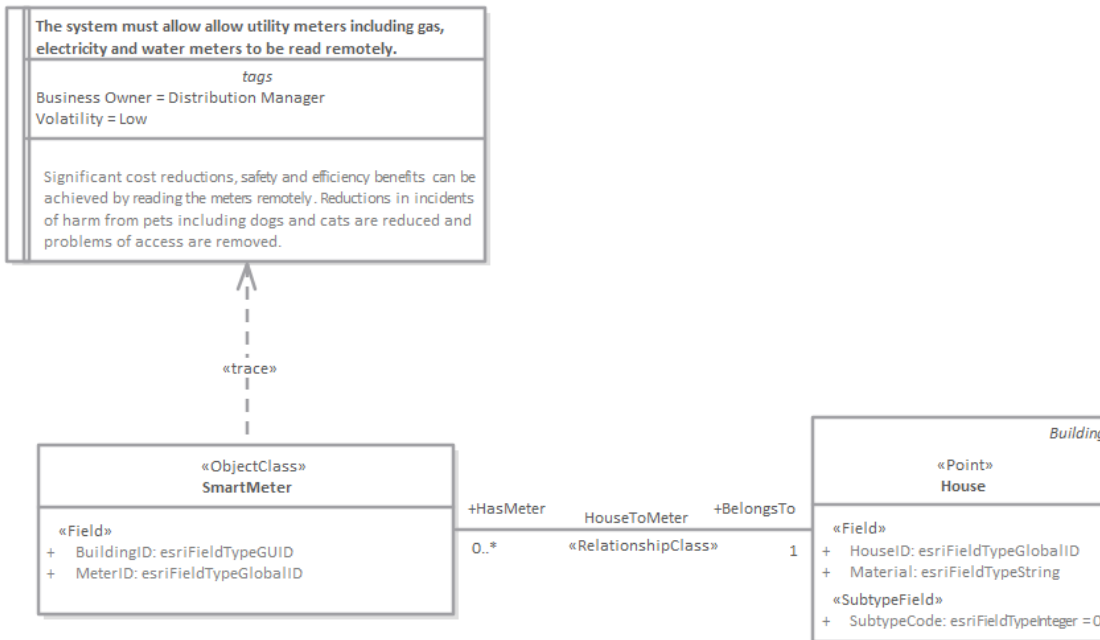 The system must allow allow utility meters including gas,
electricity and water meters to be read remotely.
tags
Business Owner = Distribution Manager
Volatility = Low
Significant cost reductions, safety and efficiency benefits can be
achieved by reading the meters remotely. Reductions in incidents
of harm from pets including dogs and cats are reduced and
problems of access are removed.
«trace»
«ObjectClass»
SmartMeter
«Field»
+ BuildingID: esriFieldTypeGUID
+ MeterID: esriFieldTypeGlobalID
+HasMeter
0..*
HouseToMeter
«RelationshipClass»
+BelongsTo
1
Building
«Point»
House
«Field»
+ HouseID: esriFieldTypeGlobalID
+ Material: esriFieldTypeString
«SubtypeField»
+ SubtypeCode: esriFieldTypeInteger = 0